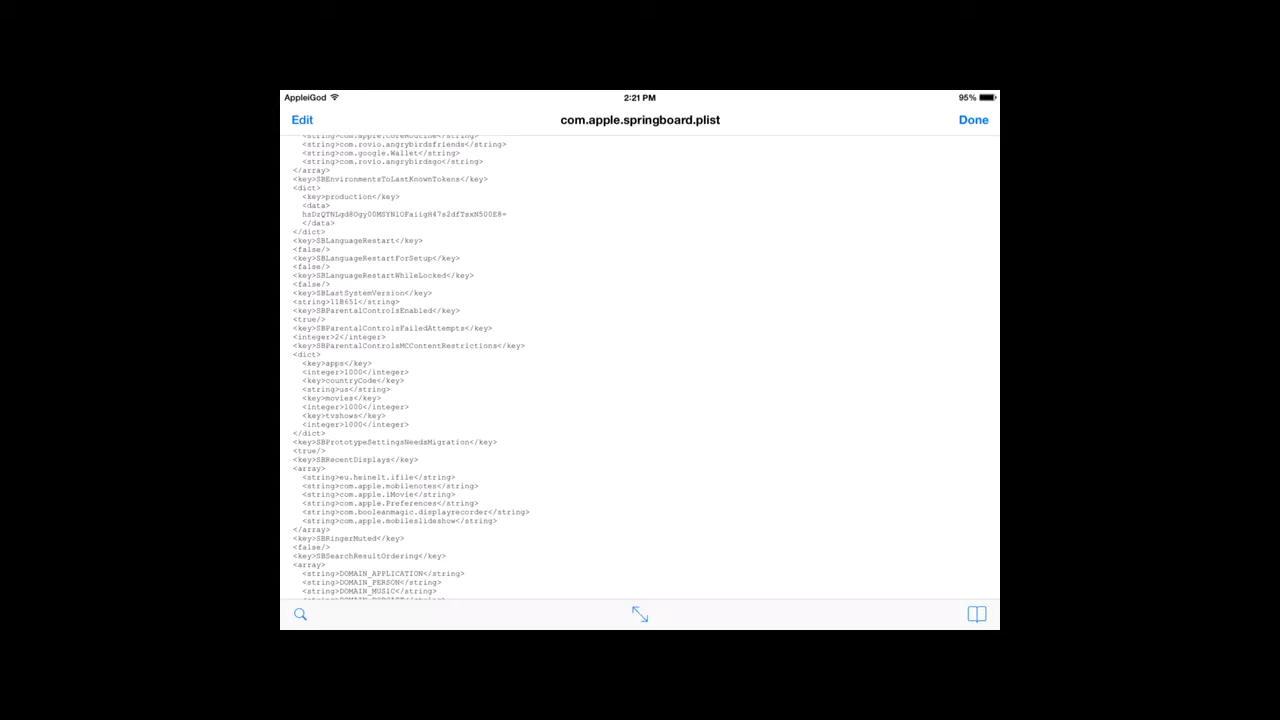 AppleiGod 2:21 PM 95%
Edit com.apple.springboard.plist Done
<string>com.apple.CoreRoutine</string>
<string>com.rovio.angrybirdsfriends</string>
<string>com.google.Wallet</string>
<string>com.rovio.angrybirdsgo</string>
</array>
<key>SBEnvironmentsToLastKnownTokens</key>
<dict>
<key>production</key>
<data>
</data>
</dict>
<key>SBLanguageRestart</key>
<false/>
<key>SBLanguageRestartForSetup</key>
<false/>
<key>SBLanguageRestartWhileLocked</key>
<false/>
<key>SBLastSystemVersion</key>
<string>11B651</string>
<key>SBParentalControlsEnabled</key>
<true/>
<key>SBParentalControlsFailedAttempts</key>
<integer>2</integer>
<key>SBParentalControlsMCContentRestrictions</key>
<dict>
<key>apps</key>
<integer>1000</integer>
<key>countryCode</key>
<string>us</string>
<key>movies</key>
<integer>1000</integer>
<key>tvshows</key>
<integer>1000</integer>
</dict>
<key>SBPrototypeSettingsNeedsMigration</key>
<true/>
<key>SBRecentDisplays</key>
<array>
<string>eu.heinelt.ifile</string>
<string>com.apple.mobilenotes</string>
<string>com.apple.iMovie</string>
<string>com.apple.Preferences</string>
<string>com.booleanmagic.displayrecorder</string>
<string>com.apple.mobileslideshow</string>
</array>
<key>SBRingerMuted</key>
<false/>
<key>SBSearchResultOrdering</key>
<array>
<string>DOMAIN_APPLICATION</string>
<string>DOMAIN_PERSON</string>
<string>DOMAIN_MUSIC</string>